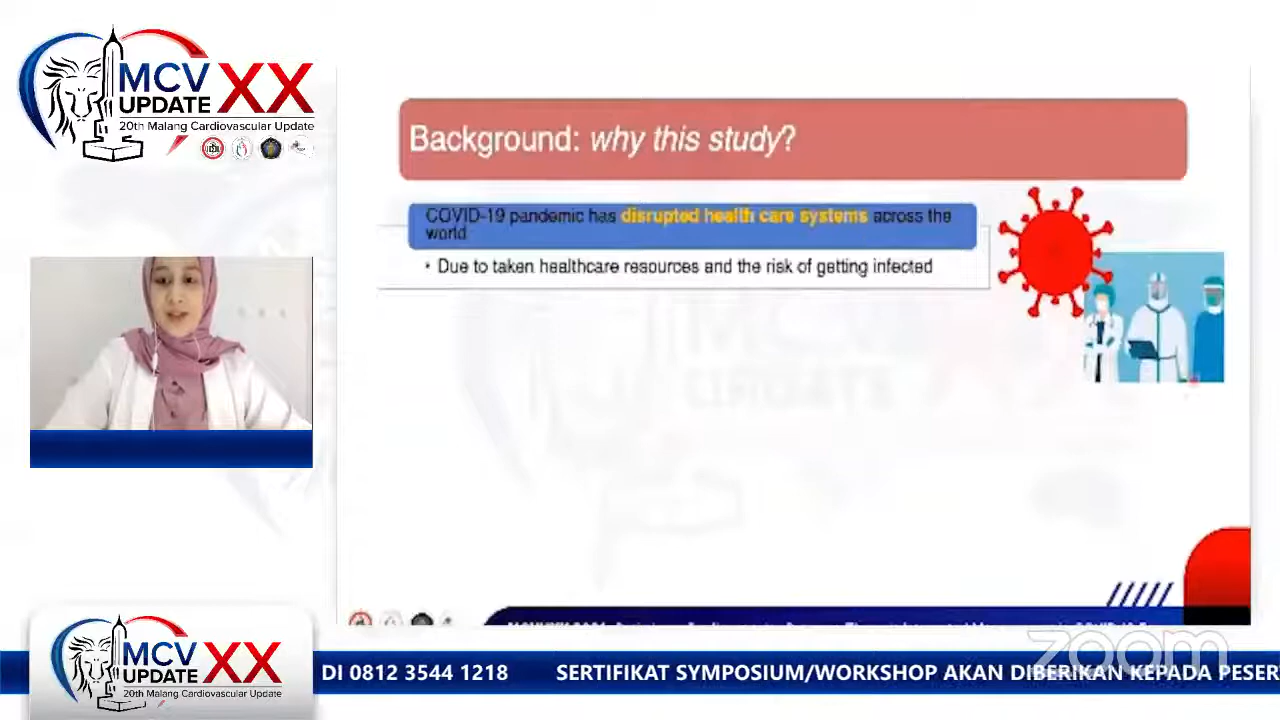 MCV
UPDATE
XX
20th Malang Cardiovascular Update
Background: why this study?
COVID-19 pandemic has disrupted health care systems across the
world
• Due to taken healthcare resources and the risk of getting infected
MCV
UPDATE
zoom
MCV
UPDATE
XX
20th Malang Cardiovascular Update
DI 0812 3544 1218 SERTIFIKAT SYMPOSIUM/WORKSHOP AKAN DIBERIKAN KEPADA PESER